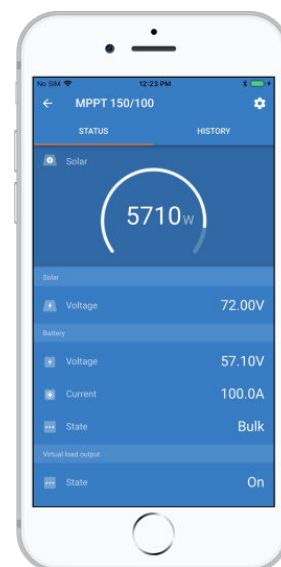 No SIM 12:23 PM
MPPT 150/100
STATUS HISTORY
Solar
5710W
Solar
Voltage 72.00V
Battery
Voltage 57.10V
Current 100.0A
State Bulk
Virtual load output
State On